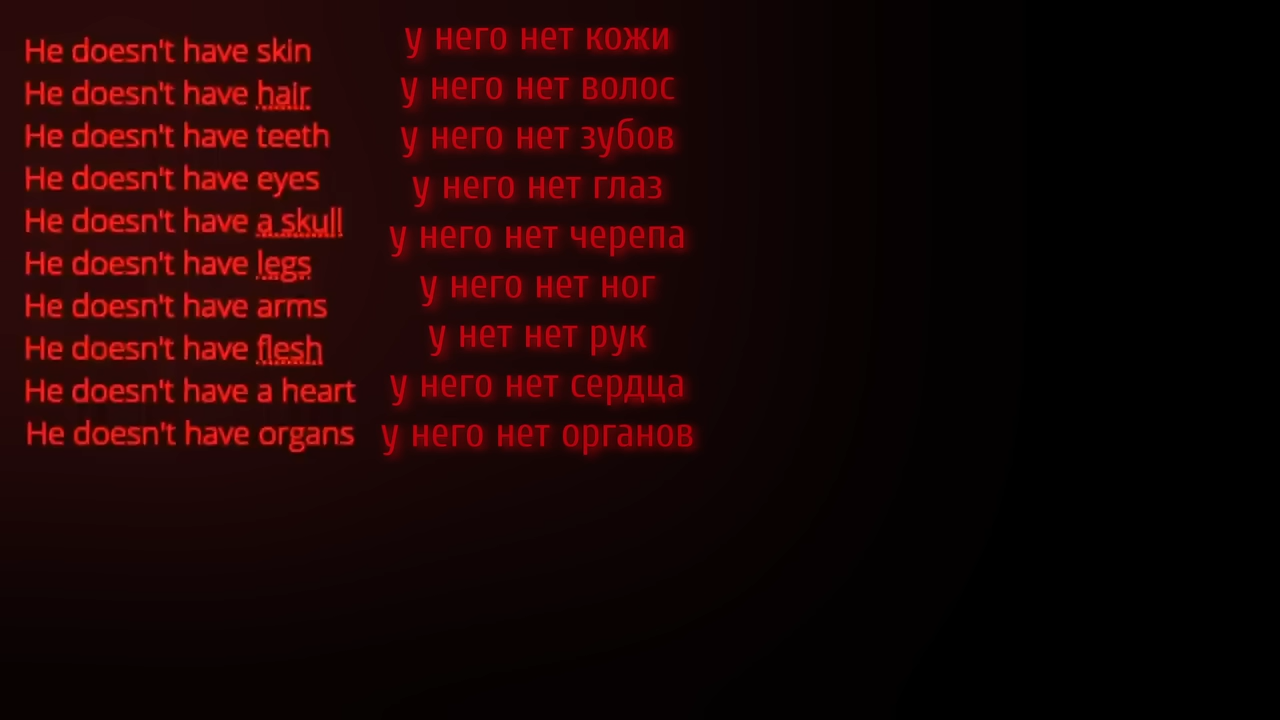 He doesn't have skin
He doesn't have hair
He doesn't have teeth
He doesn't have eyes
He doesn't have a skull
He doesn't have legs
He doesn't have arms
He doesn't have flesh
He doesn't have a heart
He doesn't have organs
у него нет кожи
у него нет волос
у него нет зубов
у него нет глаз
у него нет черепа
у него нет ног
у нет нет рук
у него нет сердца
у него нет органов